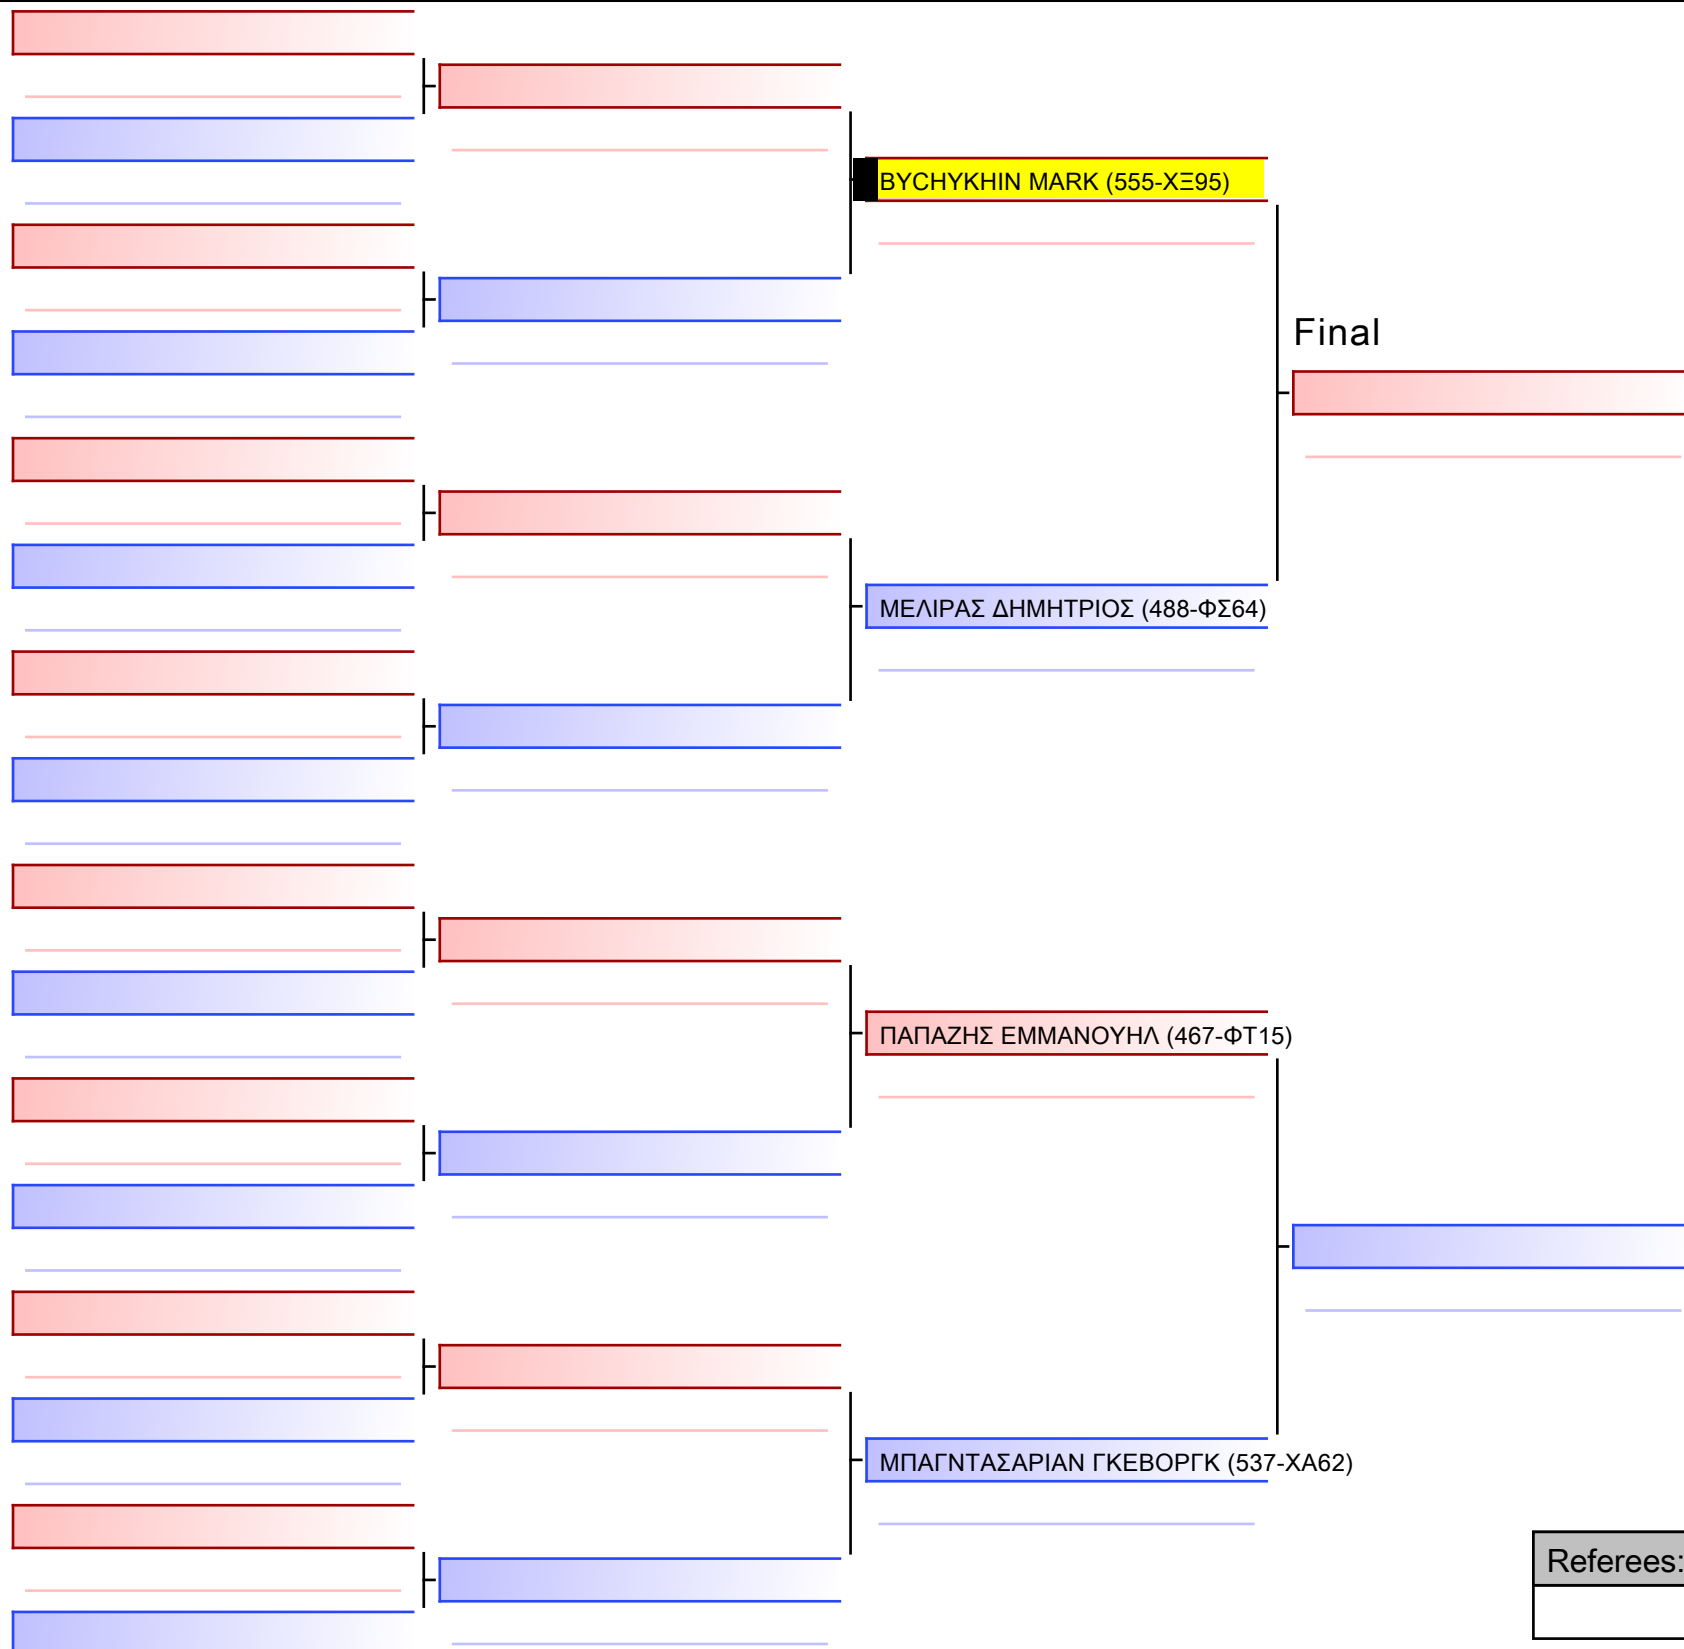 BYCHYKHIN MARK (555-ΧΞ95)
Final
ΜΕΛΙΡΑΣ ΔΗΜΗΤΡΙΟΣ (488-ΦΣ64)
ΠΑΠΑΖΗΣ ΕΜΜΑΝΟΥΗΛ (467-ΦΤ15)
ΜΠΑΓΝΤΑΣΑΡΙΑΝ ΓΚΕΒΟΡΓΚ (537-ΧΑ62)
Referees: